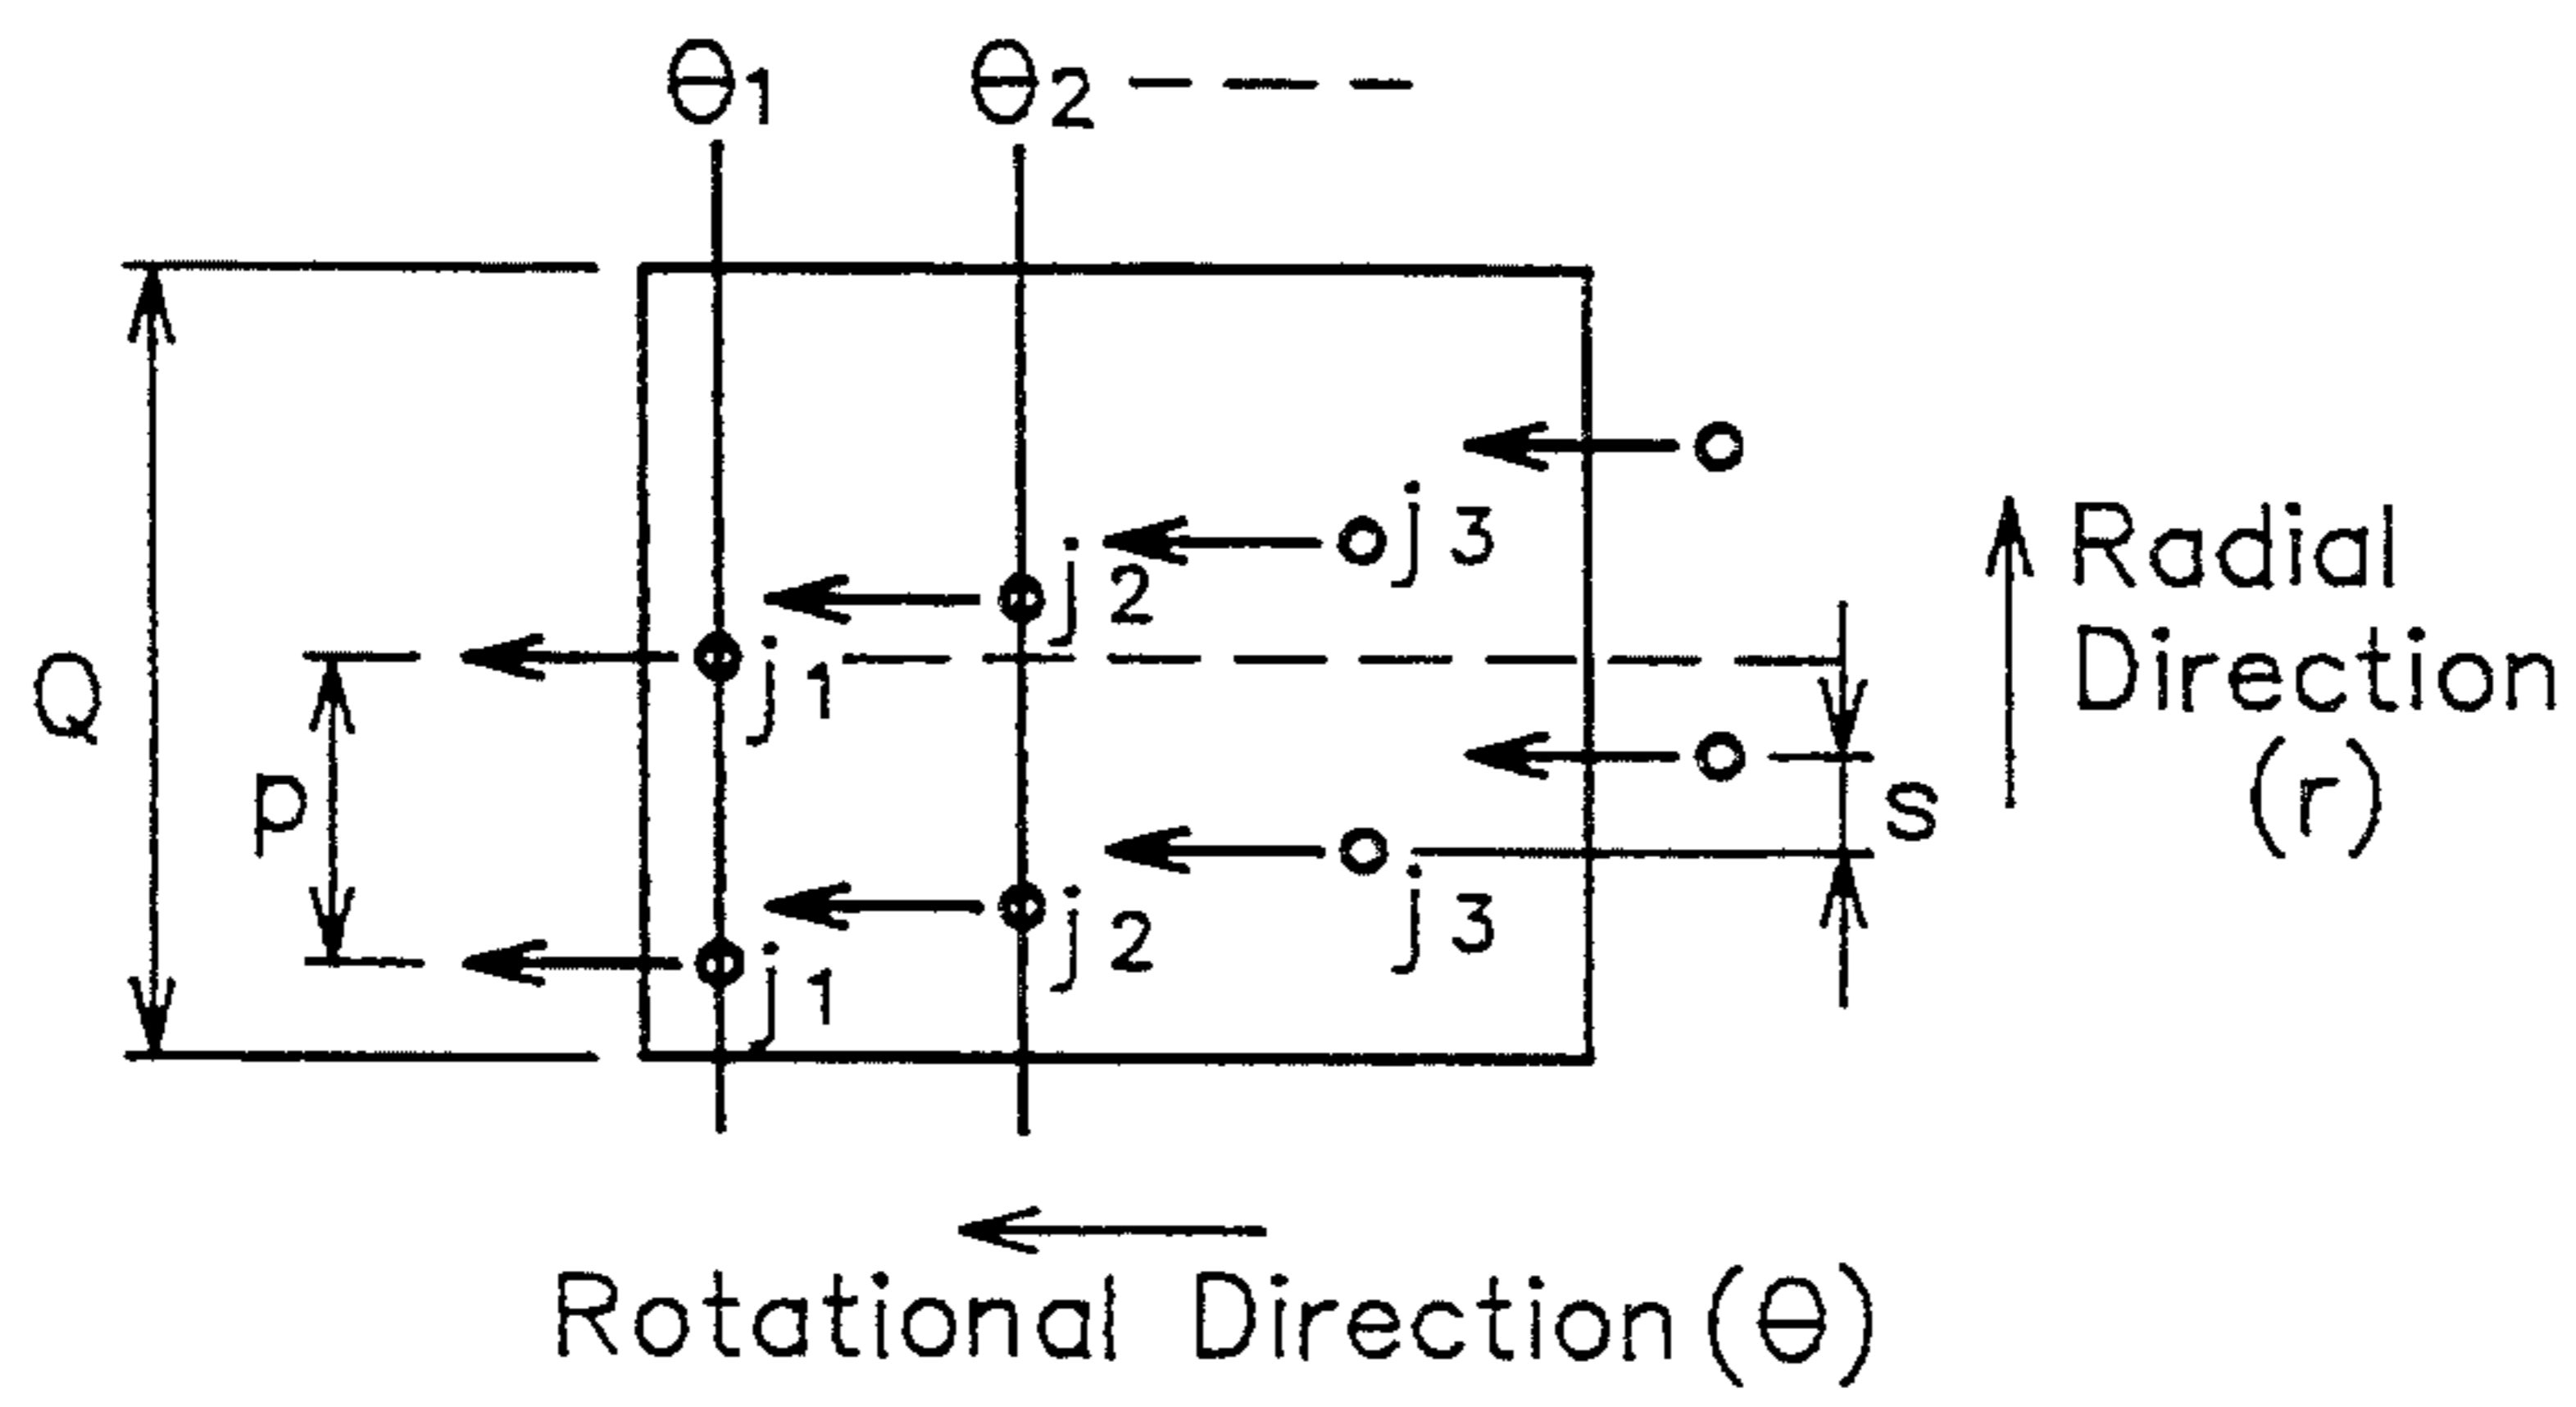 θ1 θ2
j3
j2
j1
Q
p
Radial
Direction
(r)
s
j3
j2
j1
Rotational Direction(θ)